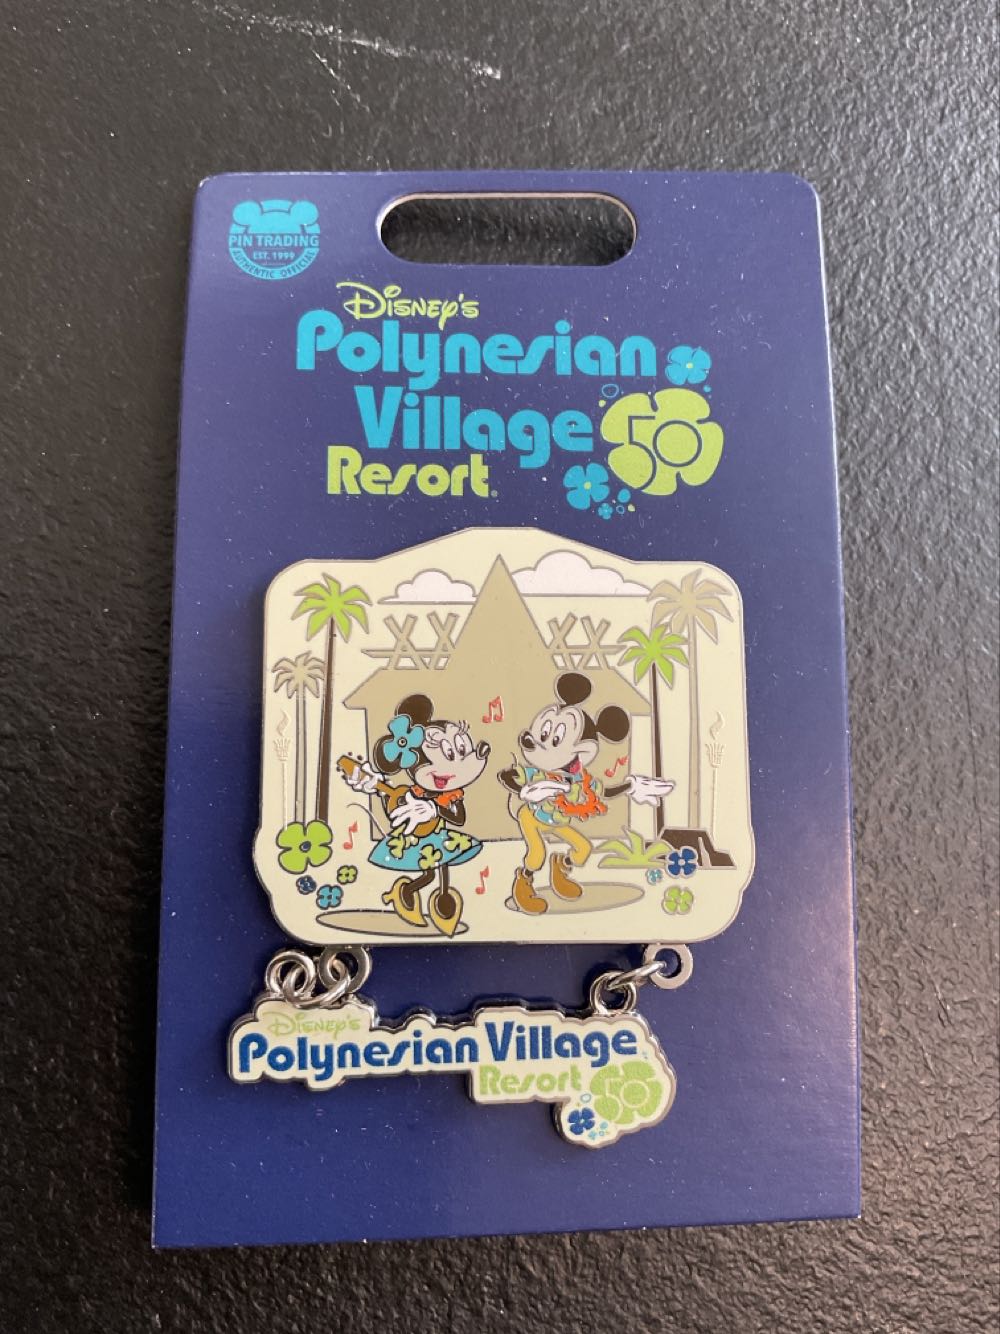 PIN TRADING
EST. 1999
AUTHENTIC OFFICIAL
Disney's
Polynesian
Village
Resort®
50
Disney's
Polynesian Village
Resort
50